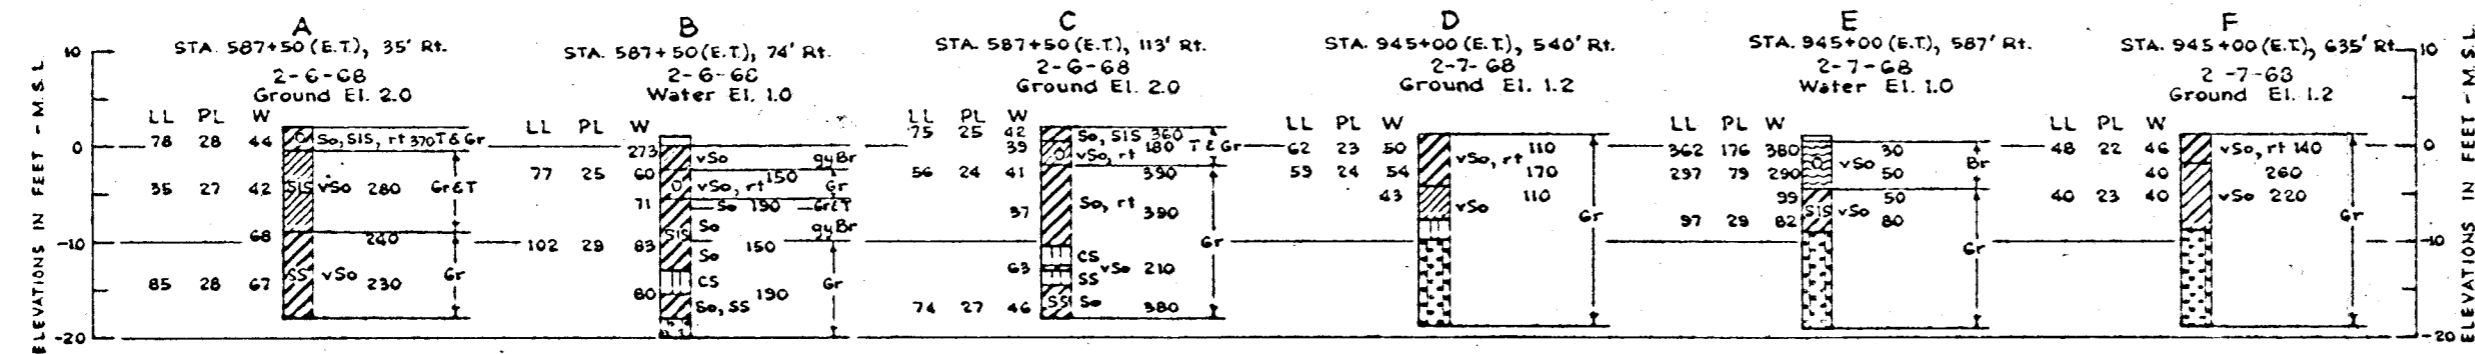 A
STA. 587+50 (E.T.), 35' Rt.
2-6-68
Ground El. 2.0
LL PL W
78 28 44 O So, SIS, rt 370 T & Gr
35 27 42 SIS vSo 280 Gr & T
68 240
85 28 67 SS vSo 230 Gr
B
STA. 587+50 (E.T.), 74' Rt.
2-6-68
Water El. 1.0
LL PL W
273 vSo gyBr
77 25 60 O vSo, rt 150 Gr
71 So 190 Gr & T
SIS So gyBr
102 29 83 So 150
CS Gr
80 So, SS 190
C
STA. 587+50 (E.T.), 113' Rt.
2-6-68
Ground El. 2.0
LL PL W
75 25 42 So, SIS 360
39 O vSo, rt 180 T & Gr
56 24 41 390
37 So, rt 390
Gr
CS
63 vSo 210
SS
74 27 46 SS So 380
D
STA. 945+00 (E.T.), 540' Rt.
2-7-68
Ground El. 1.2
LL PL W
62 23 50 110
vSo, rt
59 24 54 170
43 vSo 110
Gr
E
STA. 945+00 (E.T.), 587' Rt.
2-7-68
Water El. 1.0
LL PL W
362 176 380 30
O vSo Br
297 79 290 50
99 50
SIS vSo
97 29 82 80
Gr
F
STA. 945+00 (E.T.), 635' Rt.
2-7-68
Ground El. 1.2
LL PL W
48 22 46 vSo, rt 140
40 260
40 23 40 vSo 220
Gr
ELEVATIONS IN FEET - M.S.L.
10
0
-10
-20
ELEVATIONS IN FEET - M.S.L.
10
0
-10
-20